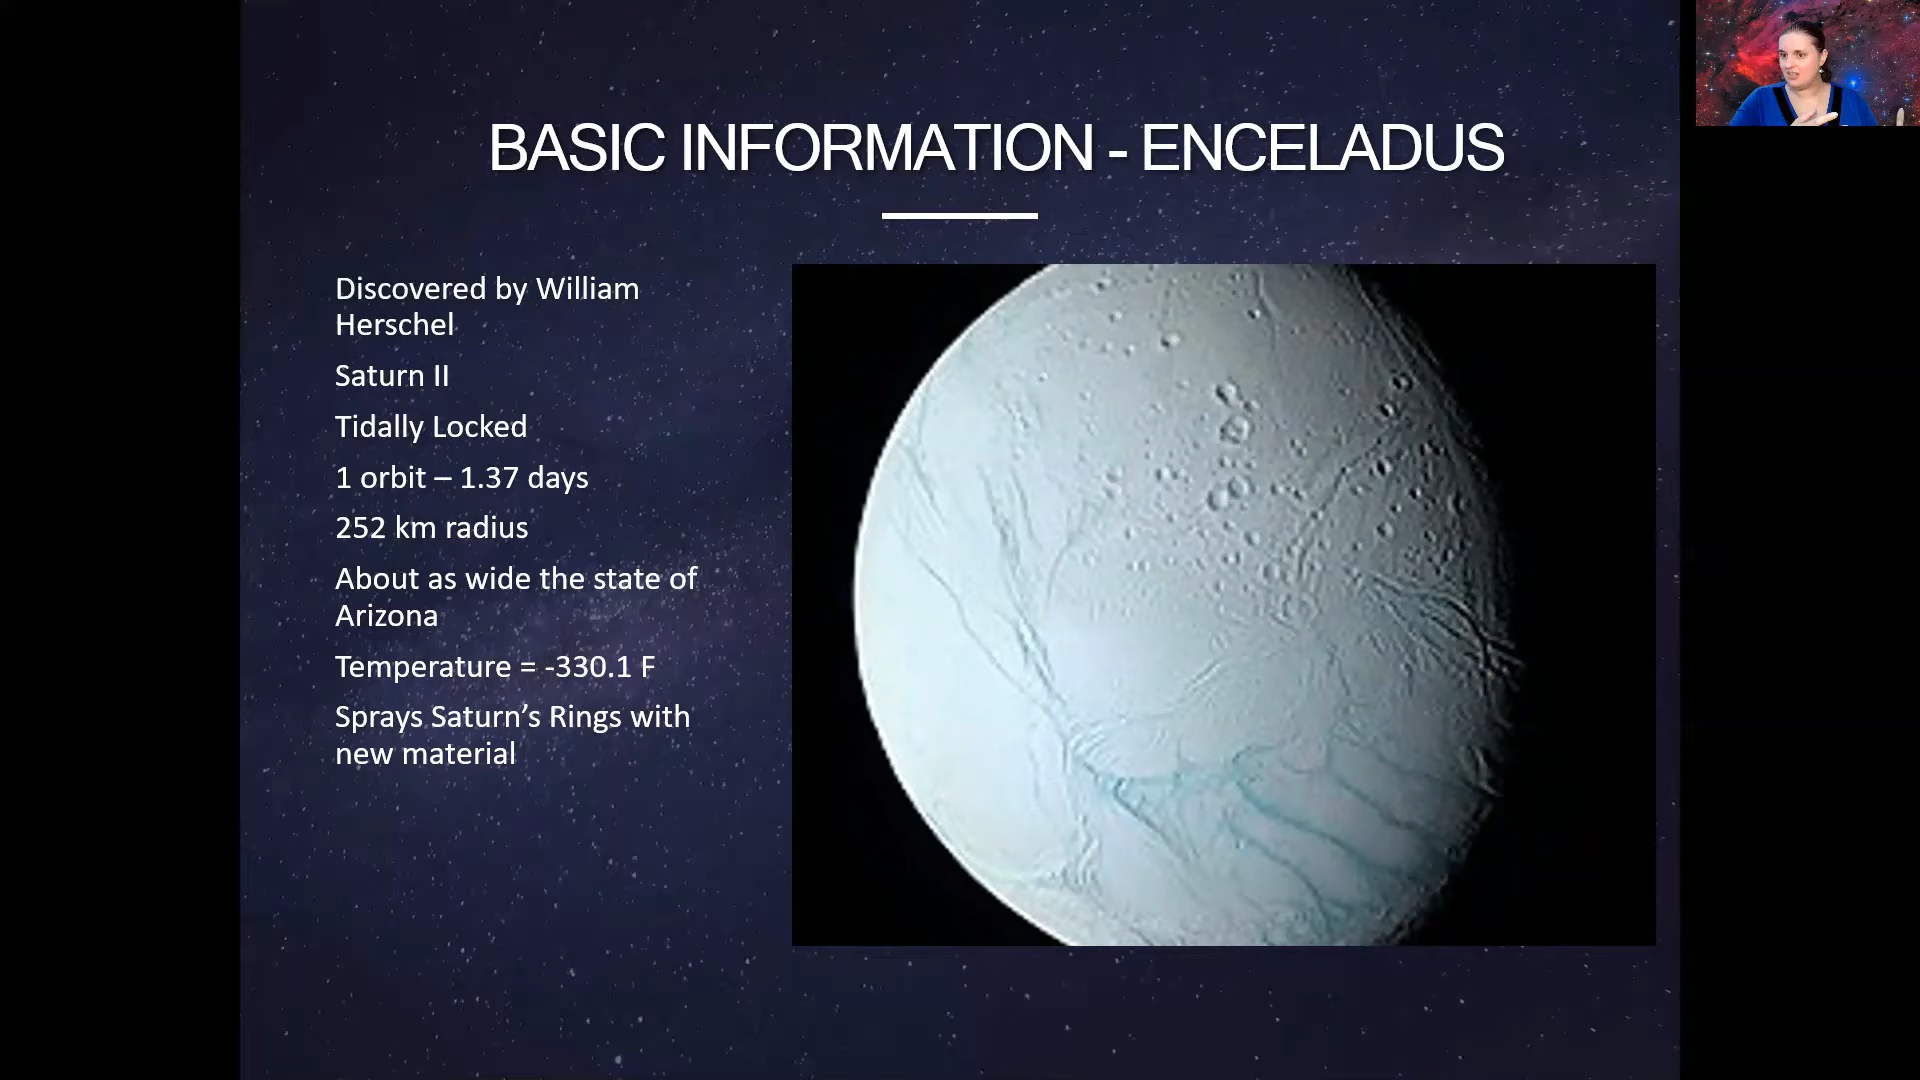 BASIC INFORMATION - ENCELADUS
Discovered by William
Herschel
Saturn II
Tidally Locked
1 orbit – 1.37 days
252 km radius
About as wide the state of
Arizona
Temperature = -330.1 F
Sprays Saturn’s Rings with
new material